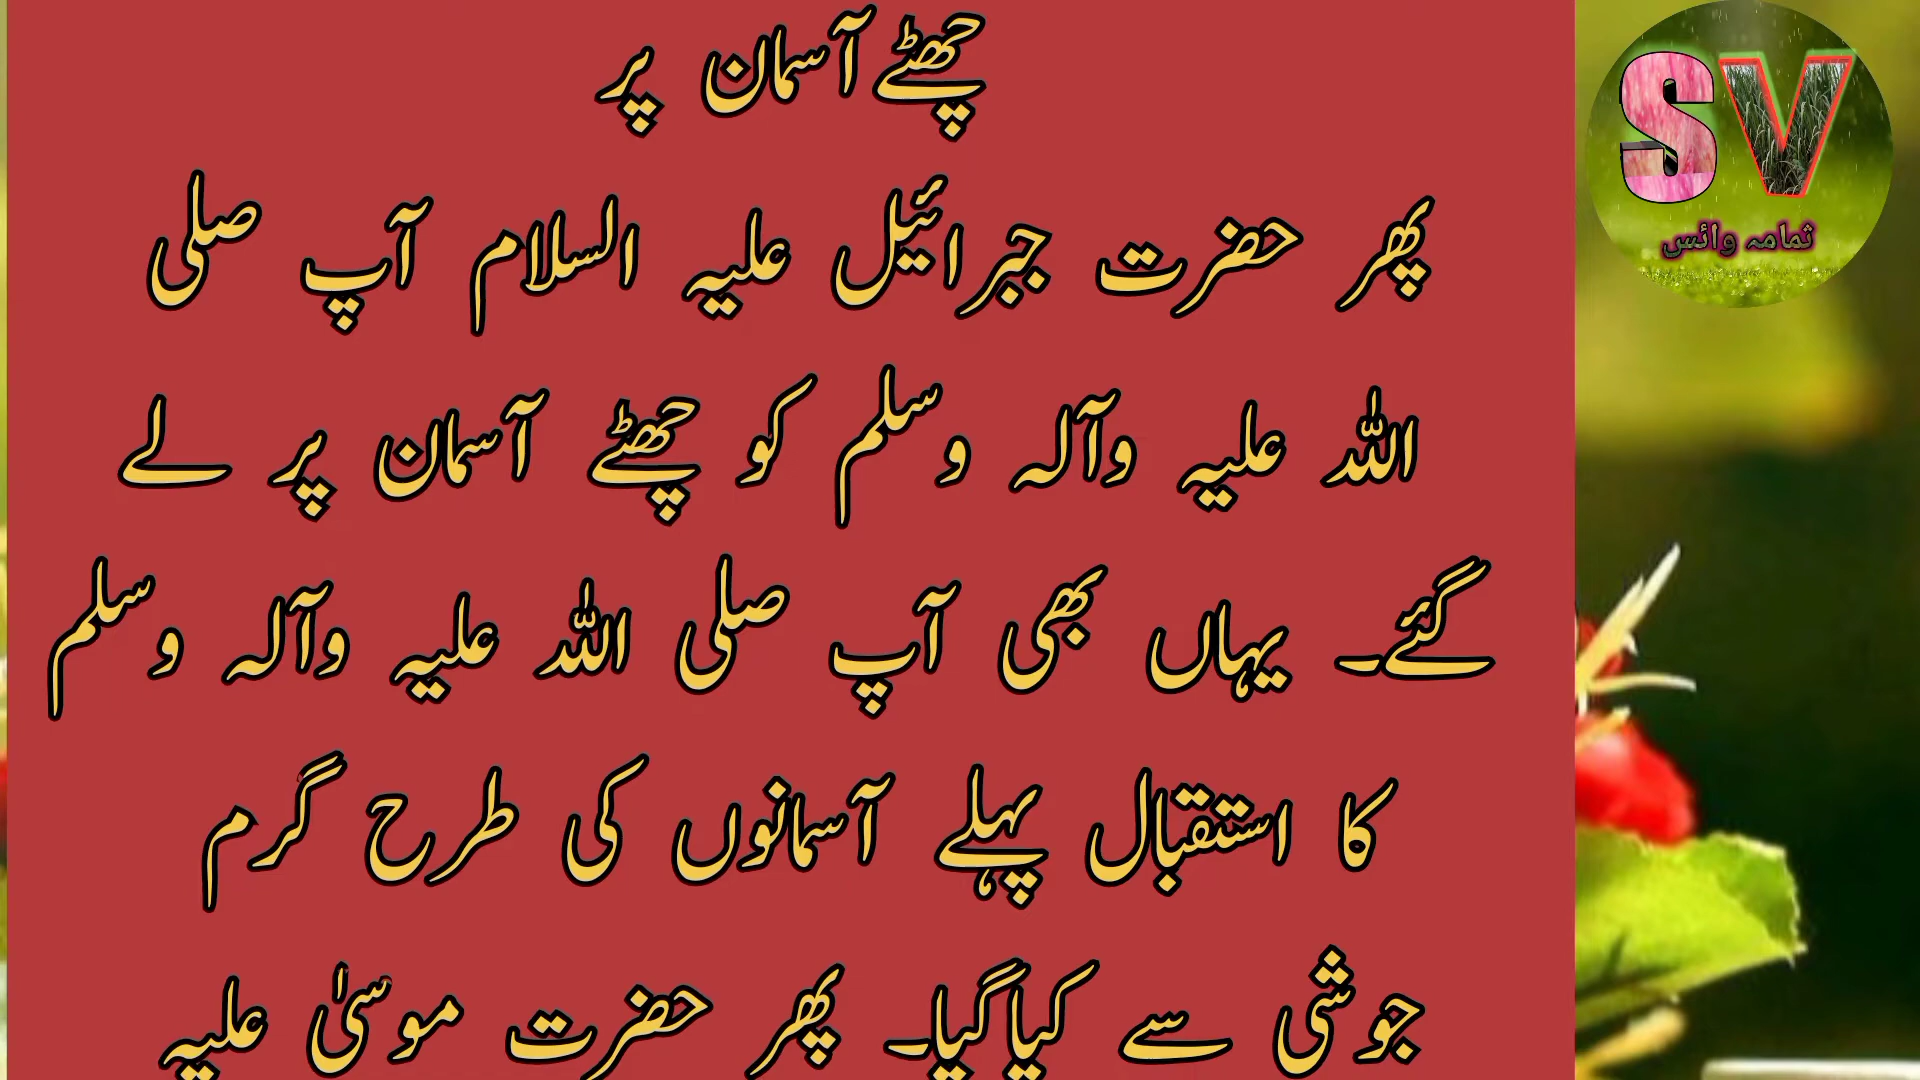 چھٹے آسمان پر
پھر حضرت جبرائیل علیہ السلام آپ صلی
اللہ علیہ وآلہ وسلم کو چھٹے آسمان پر لے
گئے۔ یہاں بھی آپ صلی اللہ علیہ وآلہ وسلم
کا استقبال پہلے آسمانوں کی طرح گرم
جوشی سے کیاگیا۔ پھر حضرت موسیٰ علیہ
SV
ثمامہ وائس